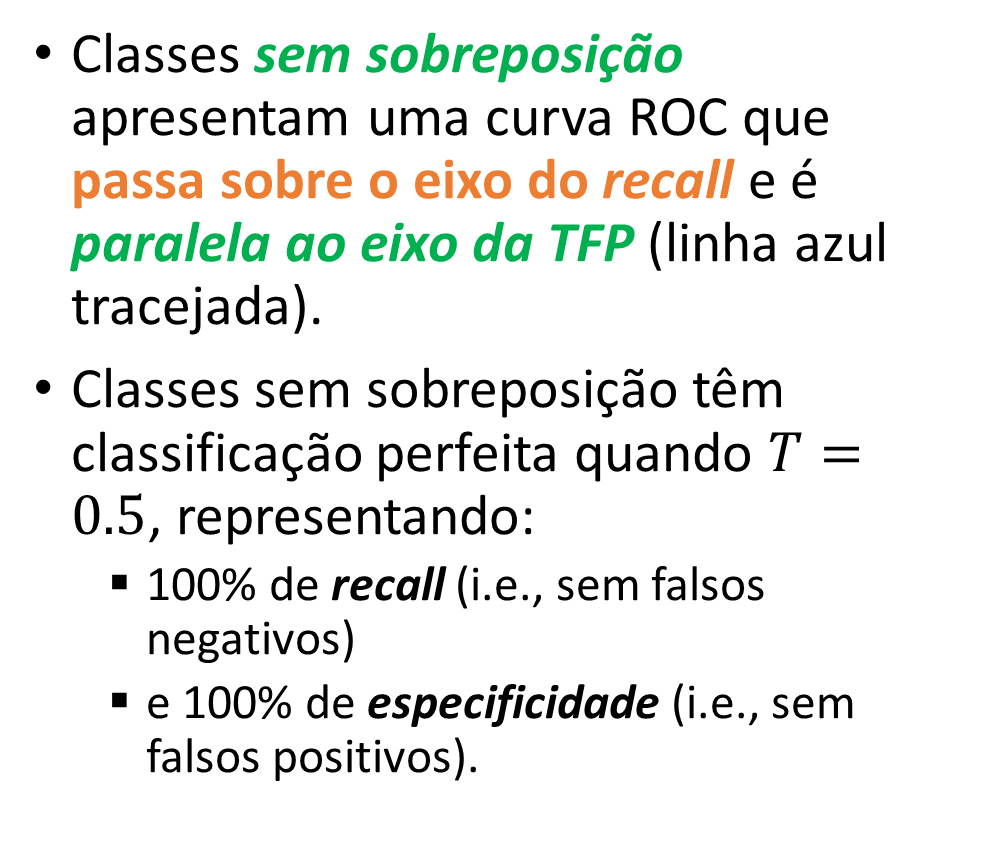 • Classes sem sobreposição
apresentam uma curva ROC que
passa sobre o eixo do recall e é
paralela ao eixo da TFP (linha azul
tracejada).
• Classes sem sobreposição têm
classificação perfeita quando T =
0.5, representando:
▪ 100% de recall (i.e., sem falsos
negativos)
▪ e 100% de especificidade (i.e., sem
falsos positivos).